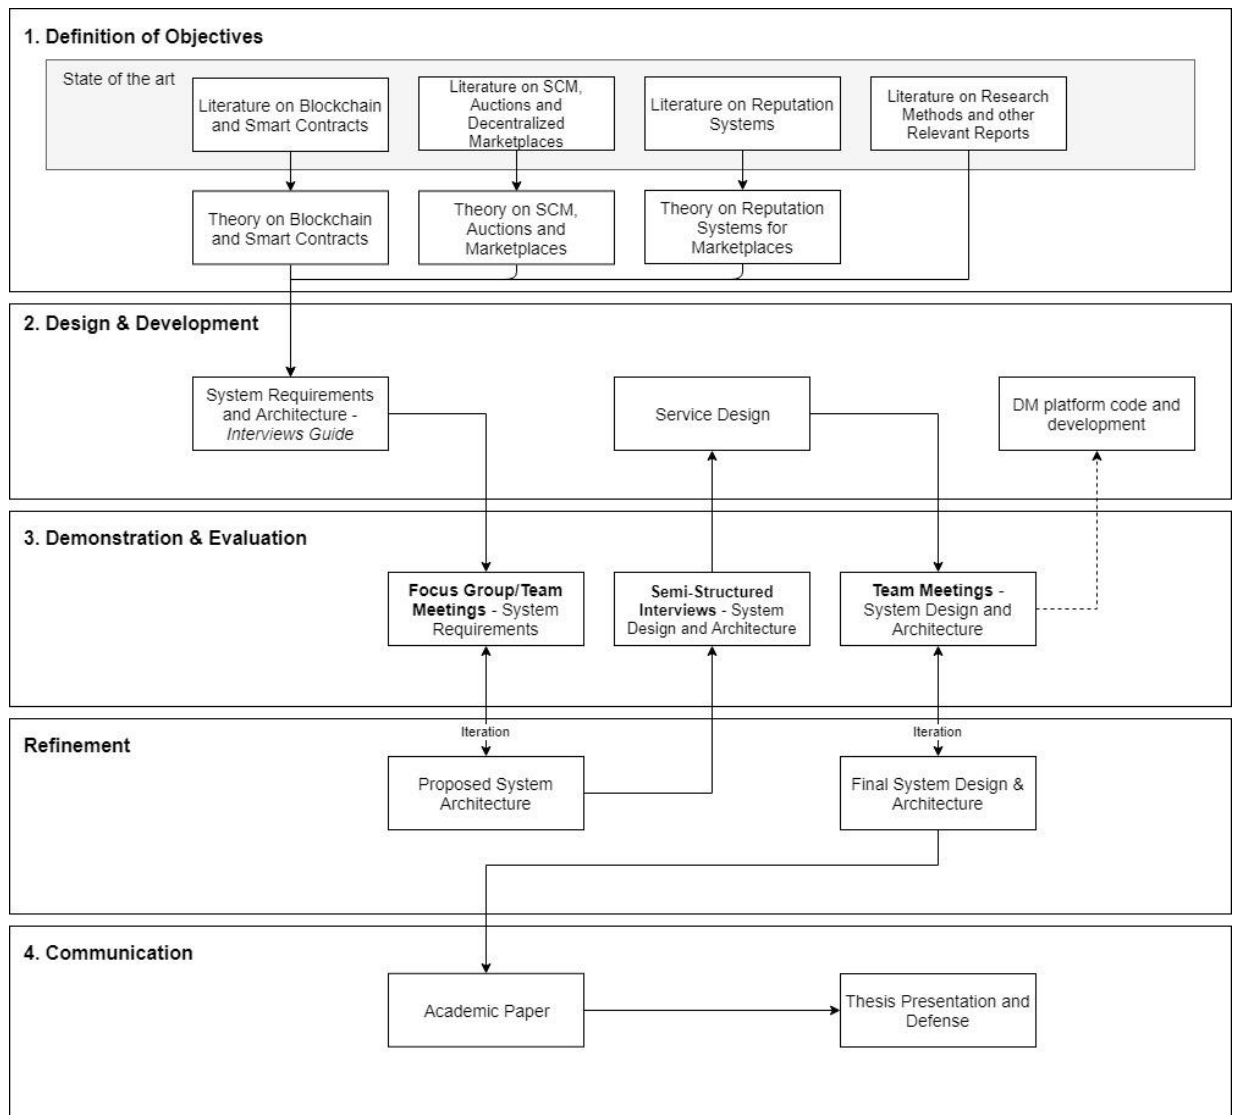 1. Definition of Objectives
State of the art
Literature on Blockchain
and Smart Contracts
Literature on SCM,
Auctions and
Decentralized
Marketplaces
Literature on Reputation
Systems
Literature on Research
Methods and other
Relevant Reports
Theory on Blockchain
and Smart Contracts
Theory on SCM,
Auctions and
Marketplaces
Theory on Reputation
Systems for
Marketplaces
2. Design & Development
System Requirements
and Architecture -
Interviews Guide
Service Design
DM platform code and
development
3. Demonstration & Evaluation
Focus Group/Team
Meetings - System
Requirements
Semi-Structured
Interviews - System
Design and Architecture
Team Meetings -
System Design and
Architecture
Iteration
Iteration
Refinement
Proposed System
Architecture
Final System Design &
Architecture
4. Communication
Academic Paper
Thesis Presentation and
Defense